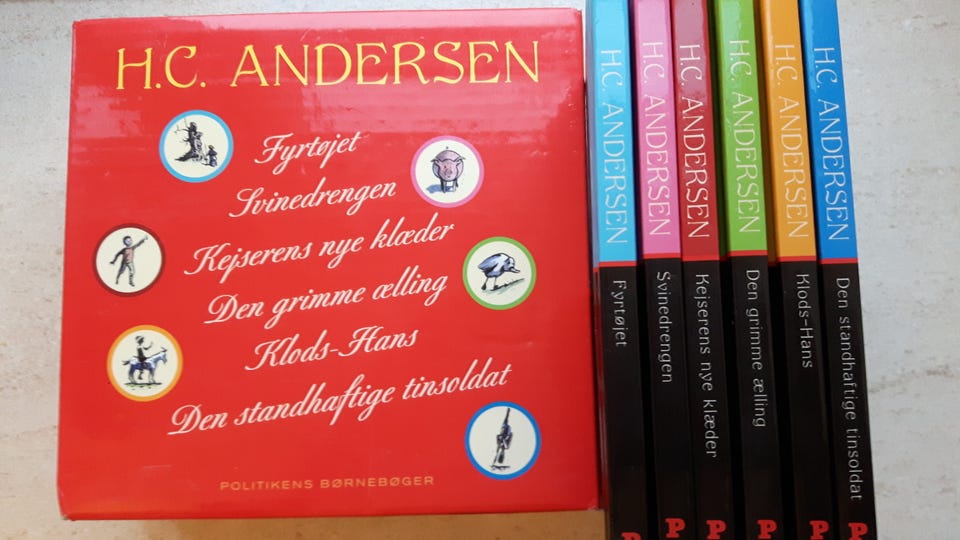 H.C. ANDERSEN
Fyrtøjet
Svinedrengen
Kejserens nye klæder
Den grimme ælling
Klods-Hans
Den standhaftige tinsoldat
POLITIKENS BØRNEBØGER
H.C. ANDERSEN Fyrtøjet P
H.C. ANDERSEN Svinedrengen P
H.C. ANDERSEN Kejserens nye klæder P
H.C. ANDERSEN Den grimme ælling P
H.C. ANDERSEN Klods-Hans P
H.C. ANDERSEN Den standhaftige tinsoldat P